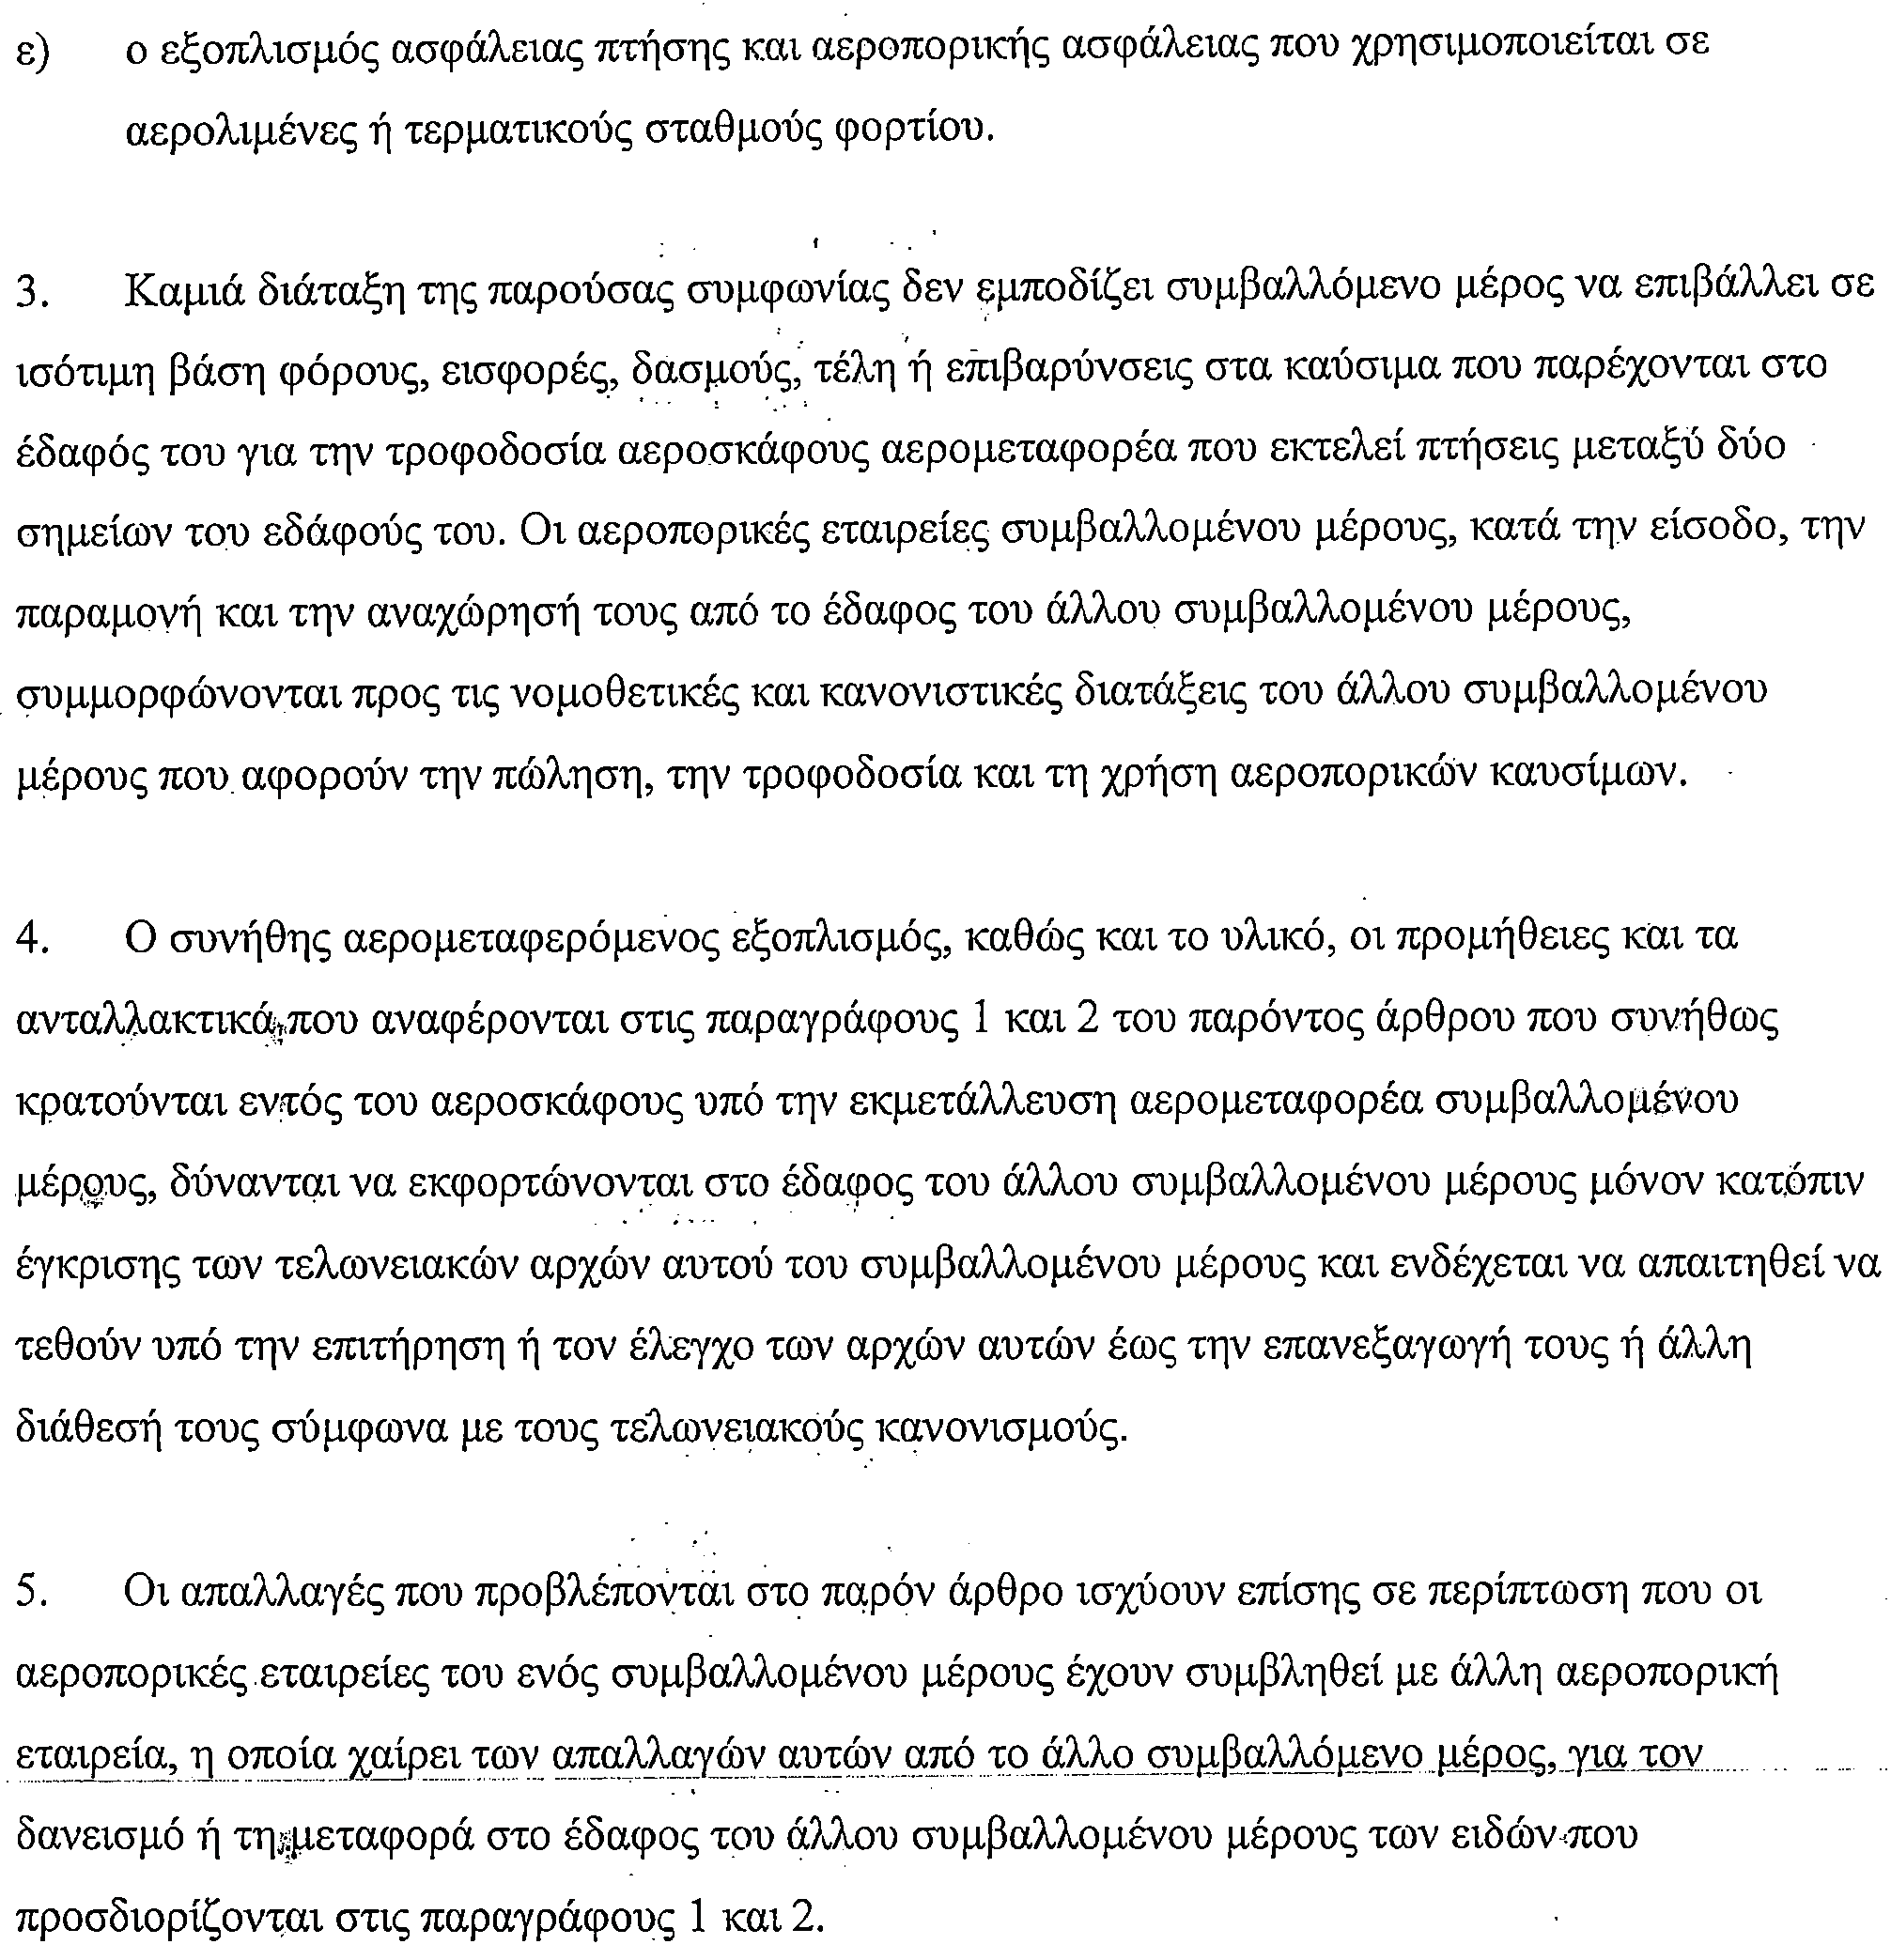 ε) ο εξοπλισμός ασφάλειας πτήσης και αεροπορικής ασφάλειας που χρησιμοποιείται σε
αερολιμένες ή τερματικούς σταθμούς φορτίου.
3. Καμιά διάταξη της παρούσας συμφωνίας δεν εμποδίζει συμβαλλόμενο μέρος να επιβάλλει σε
ισότιμη βάση φόρους, εισφορές, δασμούς, τέλη ή επιβαρύνσεις στα καύσιμα που παρέχονται στο
έδαφός του για την τροφοδοσία αεροσκάφους αερομεταφορέα που εκτελεί πτήσεις μεταξύ δύο
σημείων του εδάφούς του. Οι αεροπορικές εταιρείες συμβαλλομένου μέρους, κατά την είσοδο, την
παραμονή και την αναχώρησή τους από το έδαφος του άλλου συμβαλλομένου μέρους,
συμμορφώνονται προς τις νομοθετικές και κανονιστικές διατάξεις του άλλου συμβαλλομένου
μέρους που αφορούν την πώληση, την τροφοδοσία και τη χρήση αεροπορικών καυσίμων.
4. Ο συνήθης αερομεταφερόμενος εξοπλισμός, καθώς και το υλικό, οι προμήθειες και τα
ανταλλακτικά, που αναφέρονται στις παραγράφους 1 και 2 του παρόντος άρθρου που συνήθως
κρατούνται εντός του αεροσκάφους υπό την εκμετάλλευση αερομεταφορέα συμβαλλομένου
μέρους, δύνανται να εκφορτώνονται στο έδαφος του άλλου συμβαλλομένου μέρους μόνον κατόπιν
έγκρισης των τελωνειακών αρχών αυτού του συμβαλλομένου μέρους και ενδέχεται να απαιτηθεί να
τεθούν υπό την επιτήρηση ή τον έλεγχο των αρχών αυτών έως την επανεξαγωγή τους ή άλλη
διάθεσή τους σύμφωνα με τους τελωνειακούς κανονισμούς.
5. Οι απαλλαγές που προβλέπονται στο παρόν άρθρο ισχύουν επίσης σε περίπτωση που οι
αεροπορικές εταιρείες του ενός συμβαλλομένου μέρους έχουν συμβληθεί με άλλη αεροπορική
εταιρεία, η οποία χαίρει των απαλλαγών αυτών από το άλλο συμβαλλόμενο μέρος, για τον
δανεισμό ή τη μεταφορά στο έδαφος του άλλου συμβαλλομένου μέρους των ειδών που
προσδιορίζονται στις παραγράφους 1 και 2.